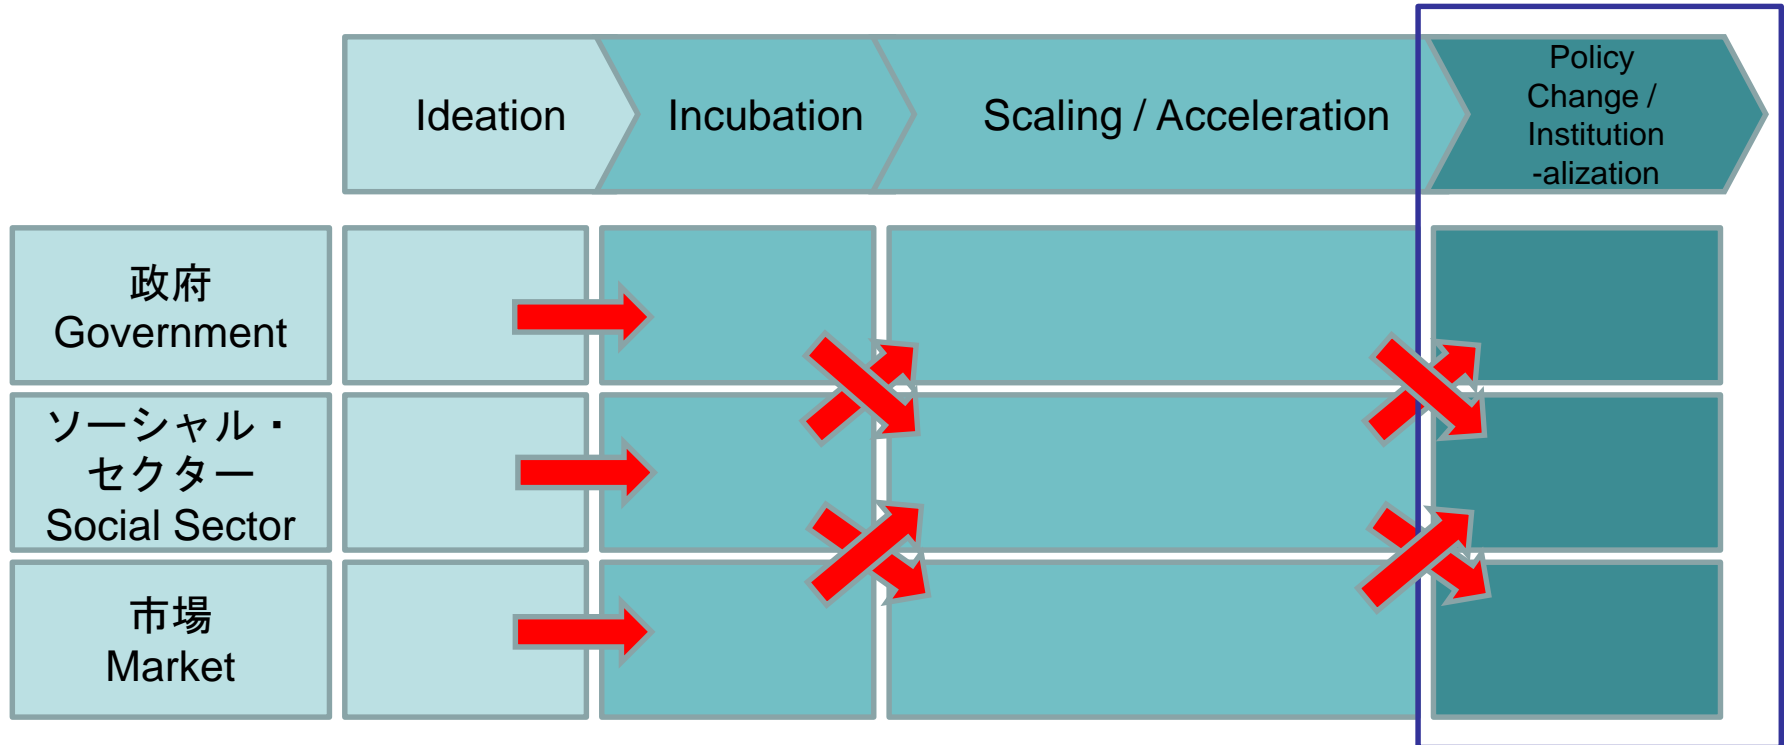 Ideation
Incubation
Scaling / Acceleration
Policy
Change /
Institution
-alization
政府
Government
ソーシャル・
セクター
Social Sector
市場
Market